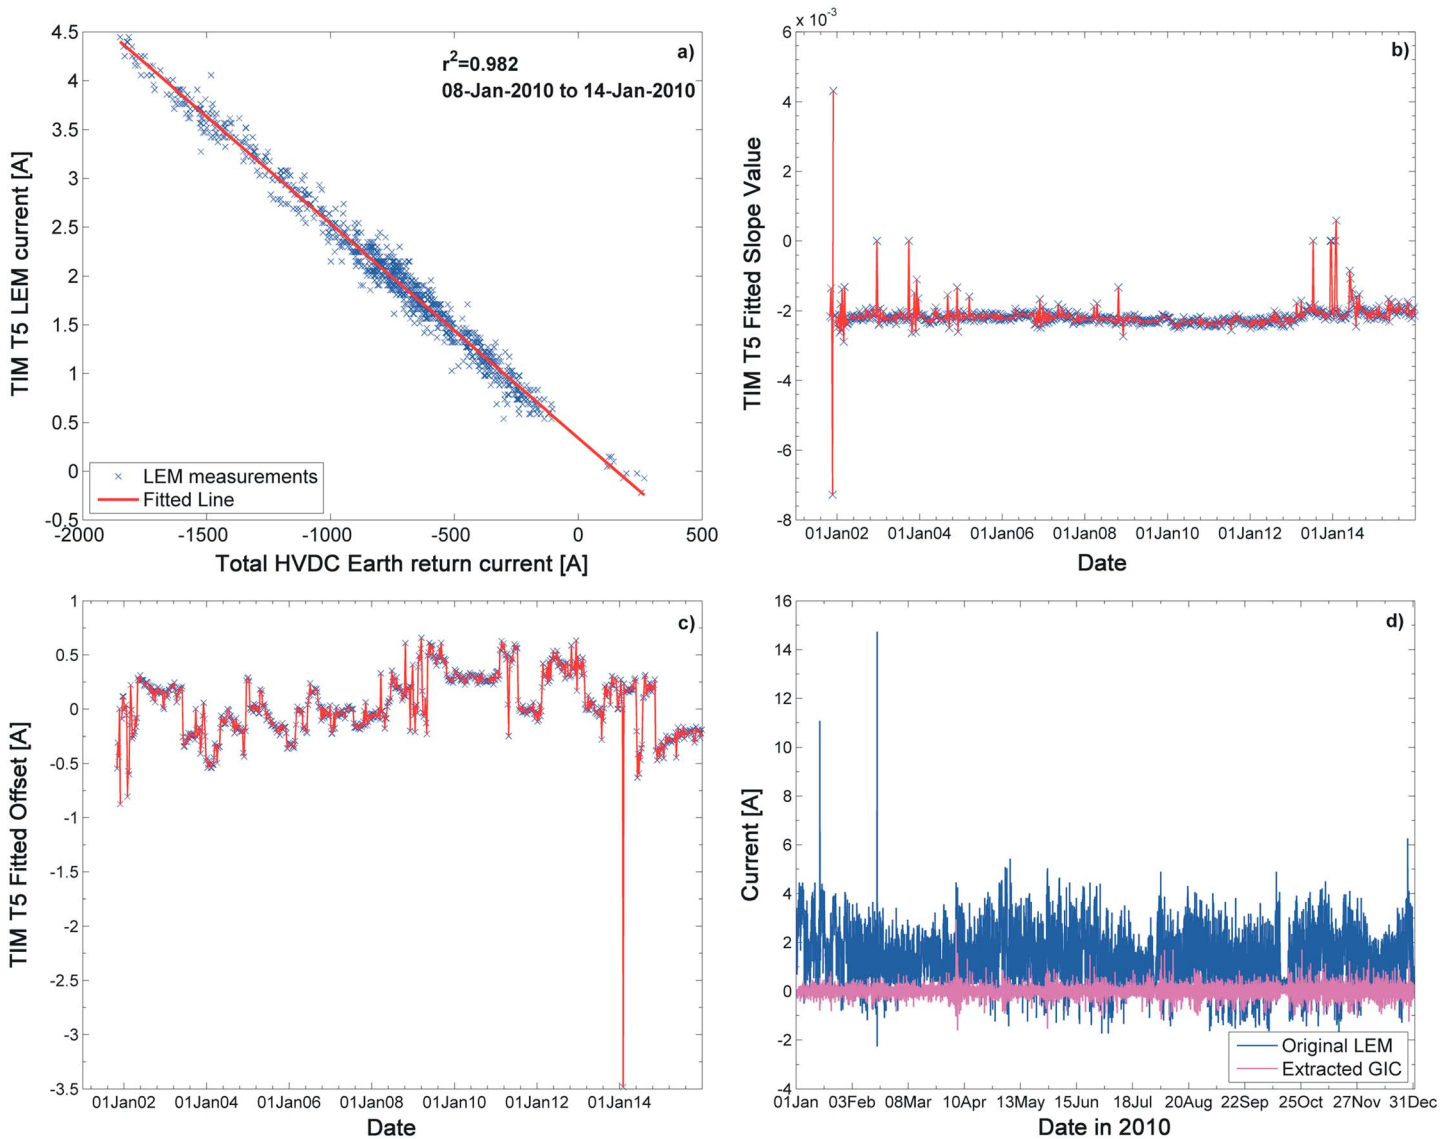 a)
r²=0.982
08-Jan-2010 to 14-Jan-2010
4.5
4
3.5
3
2.5
2
1.5
1
0.5
0
-0.5
TIM T5 LEM current [A]
LEM measurements
Fitted Line
-2000 -1500 -1000 -500 0 500
Total HVDC Earth return current [A]
x 10⁻³
b)
6
4
2
0
-2
-4
-6
-8
TIM T5 Fitted Slope Value
01Jan02 01Jan04 01Jan06 01Jan08 01Jan10 01Jan12 01Jan14
Date
c)
1
0.5
0
-0.5
-1
-1.5
-2
-2.5
-3
-3.5
TIM T5 Fitted Offset [A]
01Jan02 01Jan04 01Jan06 01Jan08 01Jan10 01Jan12 01Jan14
Date
d)
16
14
12
10
8
6
4
2
0
-2
-4
Current [A]
Original LEM
Extracted GIC
01Jan 03Feb 08Mar 10Apr 13May 15Jun 18Jul 20Aug 22Sep 25Oct 27Nov 31Dec
Date in 2010